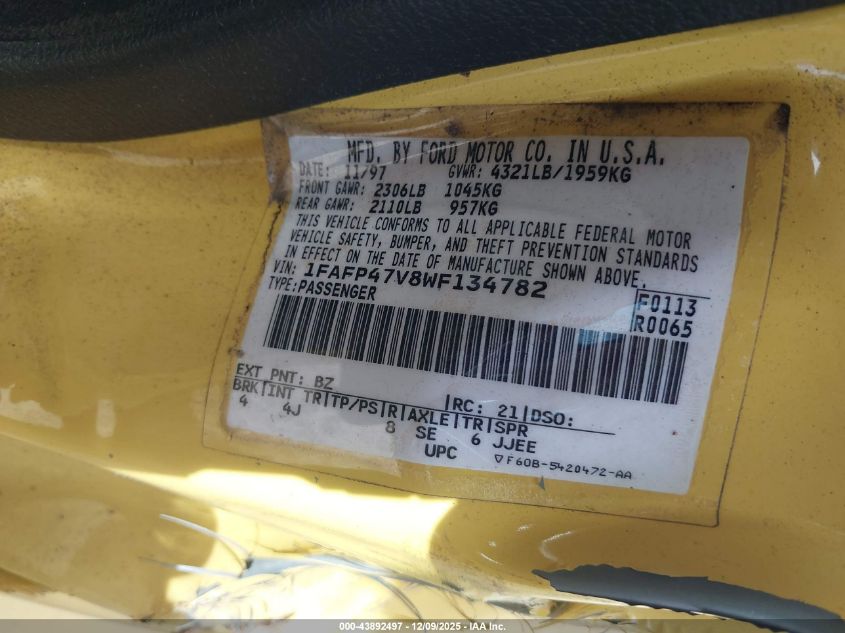 MFD. BY FORD MOTOR CO. IN U.S.A.
DATE: 11/97 GVWR: 4321LB/1959KG
FRONT GAWR: 2306LB 1045KG
REAR GAWR: 2110LB 957KG
THIS VEHICLE CONFORMS TO ALL APPLICABLE FEDERAL MOTOR
VEHICLE SAFETY, BUMPER, AND THEFT PREVENTION STANDARDS
IN EFFECT ON THE DATE OF MANUFACTURE SHOWN ABOVE.
VIN: 1FAFP47V8WF134782
TYPE: PASSENGER
F0113
R0065
EXT PNT: BZ RC: 21 DSO:
BRK INT TR TP/PS R AXLE TR SPR
4 4J 8 SE 6 JJEE
UPC ▽F60B-5420472-AA
000-43892497 - 12/09/2025 - IAA Inc.